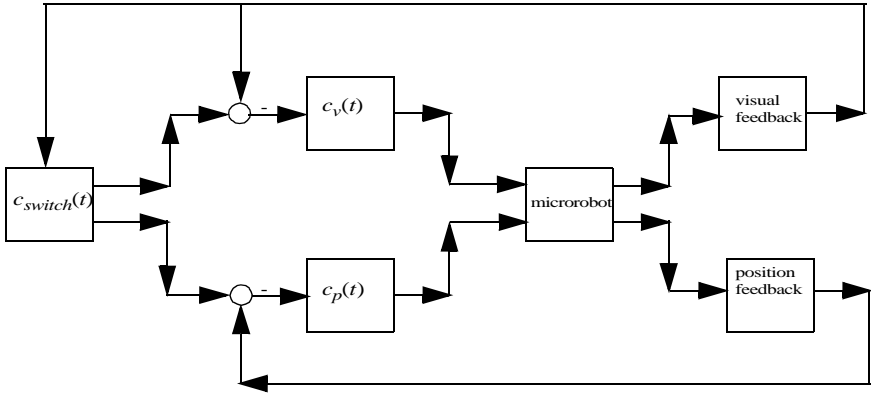 -
c_v(t)
visual
feedback
c_switch(t)
microrobot
-
c_p(t)
position
feedback